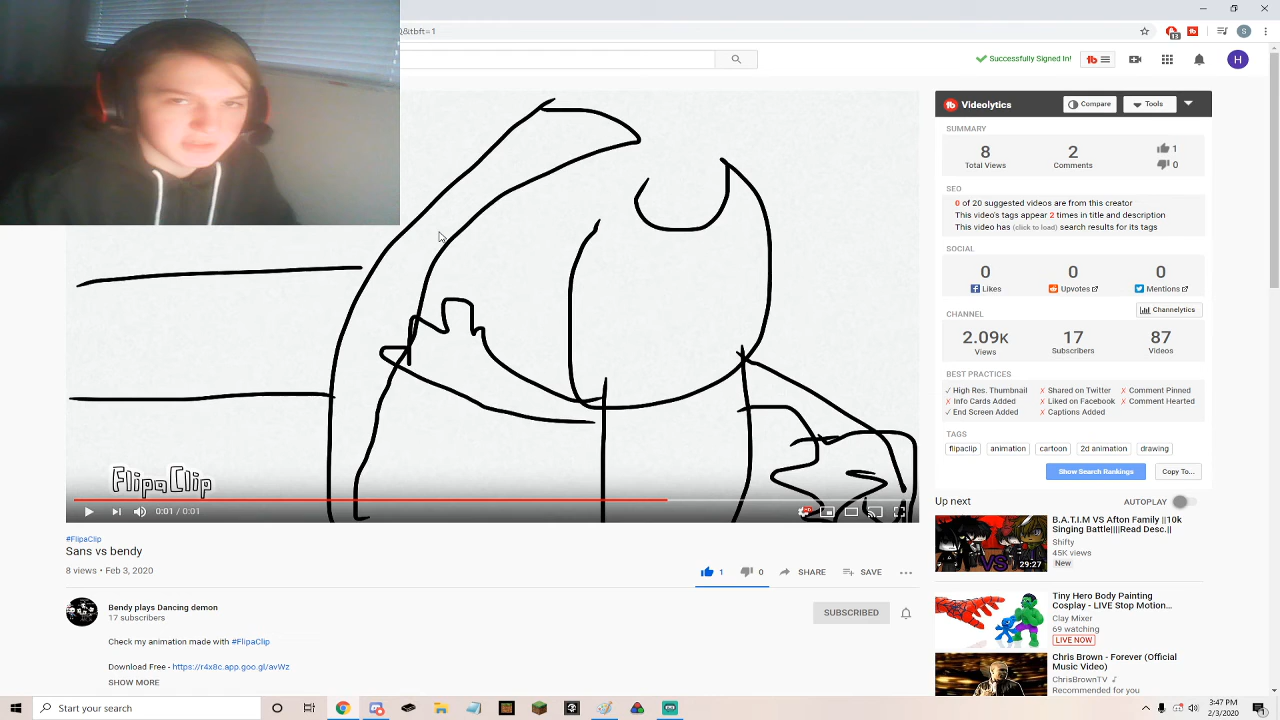 Q&tbft=1
13
S
Successfully Signed In!
H
Videolytics
Compare
Tools
SUMMARY
8
Total Views
2
Comments
1
0
SEO
0 of 20 suggested videos are from this creator
This video's tags appear 2 times in title and description
This video has (click to load) search results for its tags
SOCIAL
0
Likes
0
Upvotes
0
Mentions
CHANNEL
Channelytics
2.09K
Views
17
Subscribers
87
Videos
BEST PRACTICES
✓ High Res. Thumbnail
✗ Shared on Twitter
✗ Comment Pinned
✗ Info Cards Added
✗ Liked on Facebook
✗ Comment Hearted
✓ End Screen Added
✗ Captions Added
TAGS
flipaclip
animation
cartoon
2d animation
drawing
Show Search Rankings
Copy To...
FlipaClip
0:01 / 0:01
Up next
AUTOPLAY
#FlipaClip
Sans vs bendy
8 views • Feb 3, 2020
1
0
SHARE
SAVE
Bendy plays Dancing demon
17 subscribers
SUBSCRIBED
Check my animation made with #FlipaClip
Download Free - https://r4x8c.app.goo.gl/avWz
SHOW MORE
B.A.T.I.M VS Afton Family ||10k
Singing Battle||||Read Desc.||
Shifty
45K views
New
29:27
VS
Tiny Hero Body Painting
Cosplay - LIVE Stop Motion...
Clay Mixer
69 watching
LIVE NOW
Chris Brown - Forever (Official
Music Video)
ChrisBrownTV
Recommended for you
Start your search
3:47 PM
2/3/2020
1